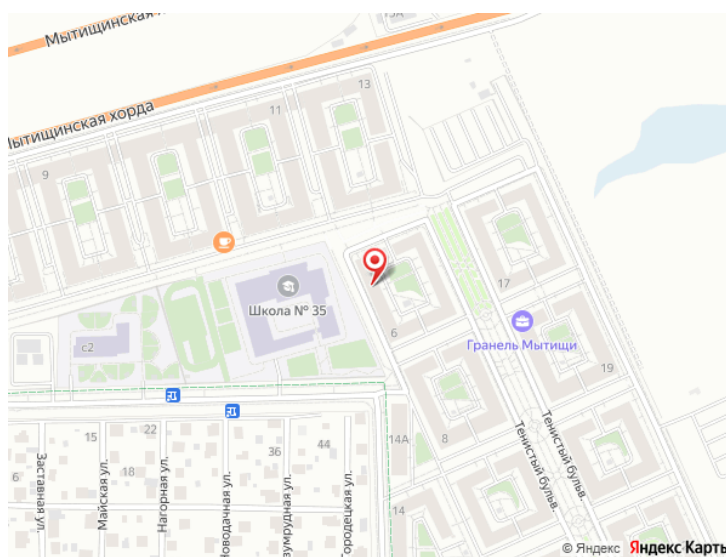 Мытищинская х
13А
Мытищинская хорда
13
11
9
Школа № 35
с2
6
17
Гранель Мытищи
19
Тенистый бульв.
Тенистый бульв.
8
14А
14
44
36
22
15
18
6
Заставная ул.
Майская ул.
Нагорная ул.
Новодачная ул.
зумрудная ул.
Городецкая ул.
© Яндекс Яндекс Карты